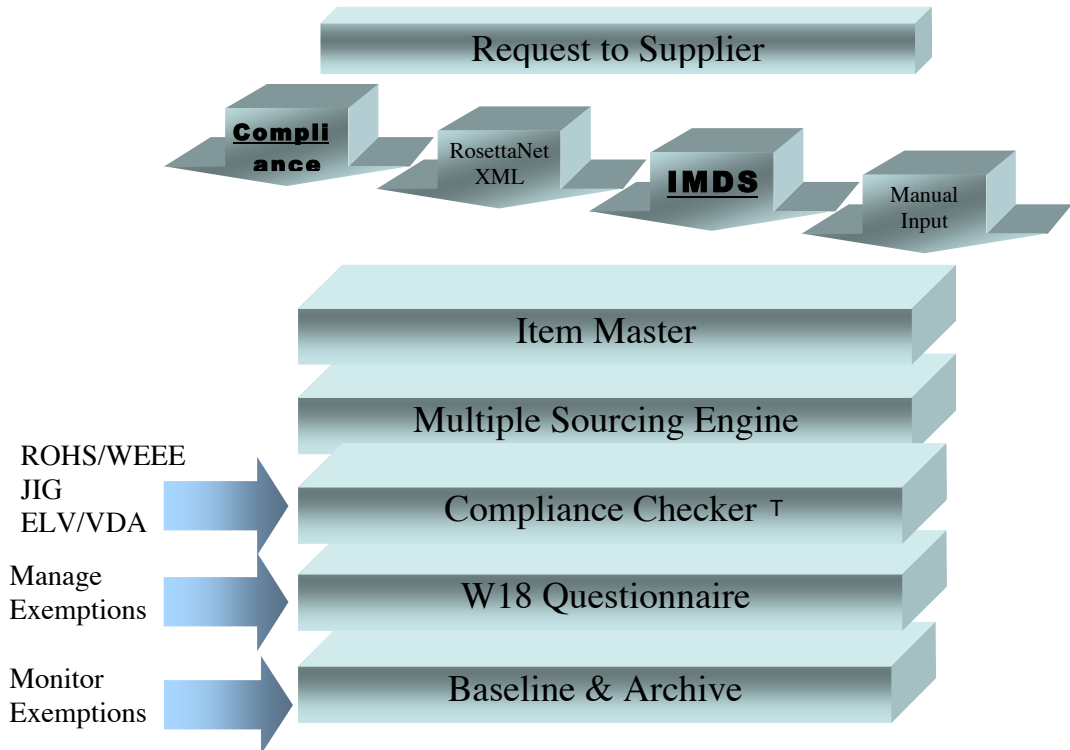 Request to Supplier
Compli
ance
RosettaNet
XML
IMDS
Manual
Input
Item Master
Multiple Sourcing Engine
ROHS/WEEE
JIG
ELV/VDA
Compliance Checker T
Manage
Exemptions
W18 Questionnaire
Monitor
Exemptions
Baseline & Archive